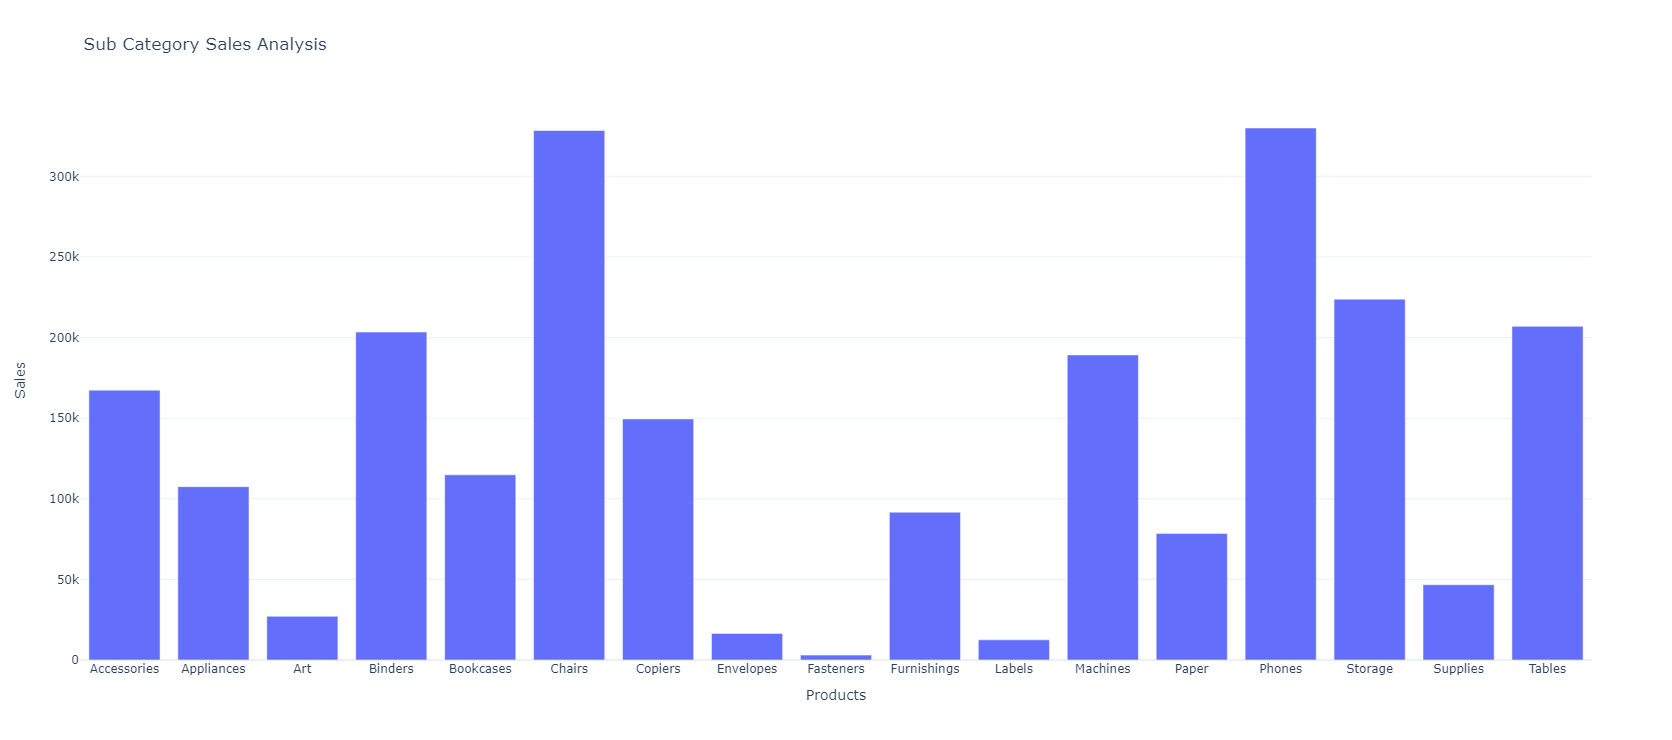 Sub Category Sales Analysis
300k
250k
200k
150k
100k
50k
0
Sales
Accessories Appliances Art Binders Bookcases Chairs Copiers Envelopes Fasteners Furnishings Labels Machines Paper Phones Storage Supplies Tables
Products